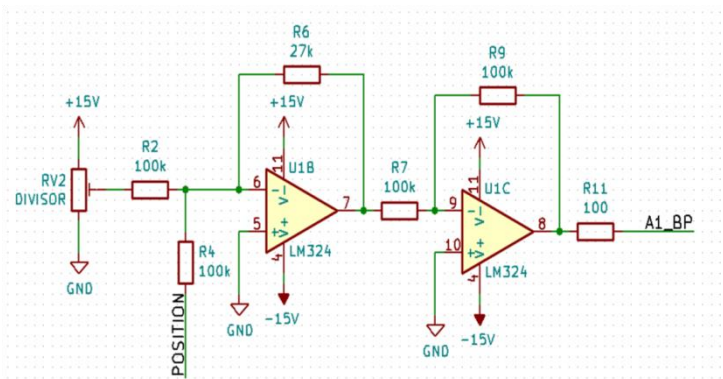 R6
27k
+15V
11
U1B
6
V-
7
5
+
V+
4
LM324
GND
-15V
+15V
R2
100k
RV2
DIVISOR
GND
R4
100k
POSITION
R7
100k
R9
100k
+15V
11
U1C
9
V-
8
10
+
V+
4
LM324
GND
-15V
R11
100
A1_BP